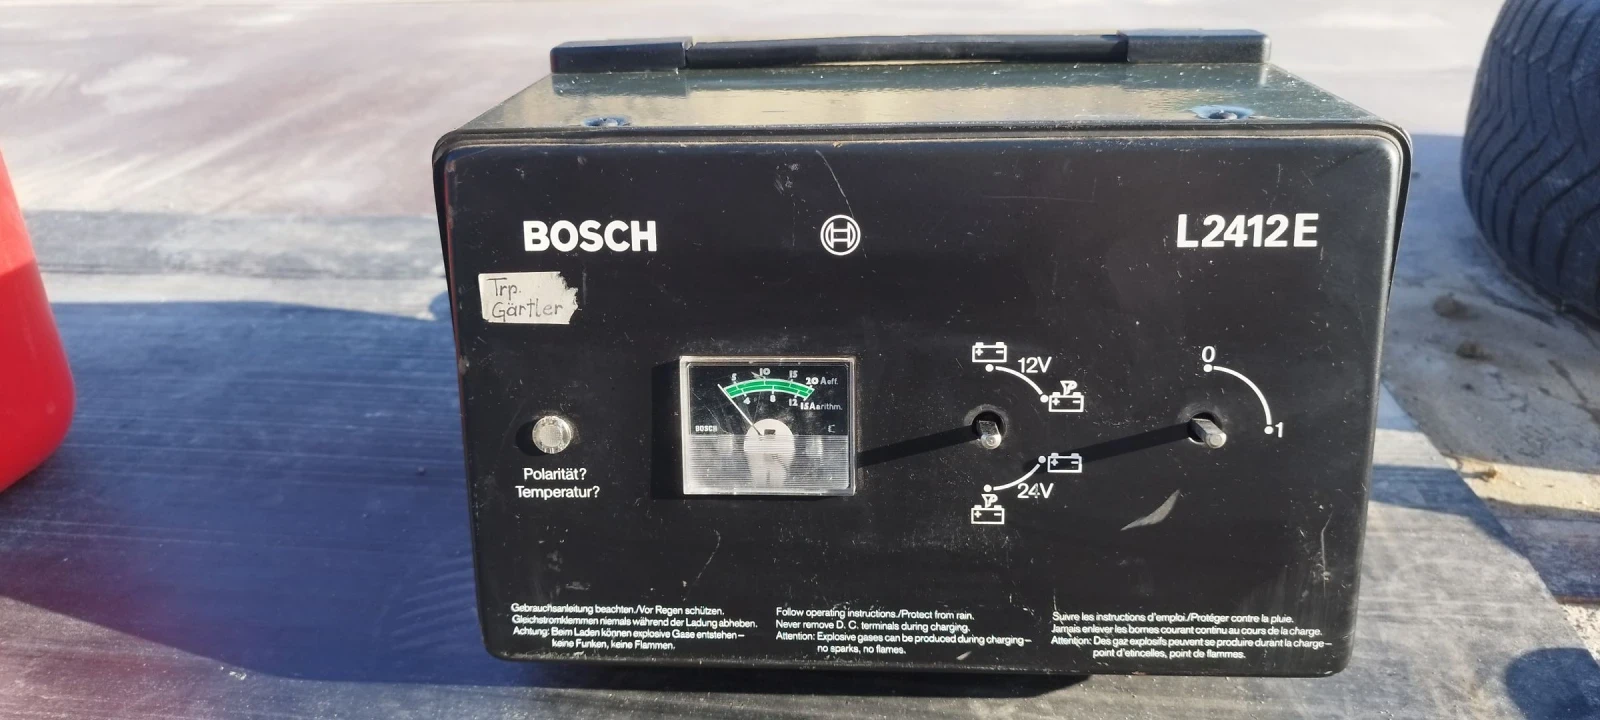 BOSCH
L2412E
Trp.
Gärtler
5 10 15 20 Aeff.
4 8 12 15Aarithm.
BOSCH
Polarität?
Temperatur?
12V
24V
0
1
Gebrauchsanleitung beachten./Vor Regen schützen.
Gleichstromklemmen niemals während der Ladung abheben.
Achtung: Beim Laden können explosive Gase entstehen –
keine Funken, keine Flammen.
Follow operating instructions./Protect from rain.
Never remove D. C. terminals during charging.
Attention: Explosive gases can be produced during charging –
no sparks, no flames.
Suivre les instructions d'emploi./Protéger contre la pluie.
Jamais enlever les bornes courant continu au cours de la charge.
Attention: Des gaz explosifs peuvent se produire durant la charge –
point d'etincelles, point de flammes.